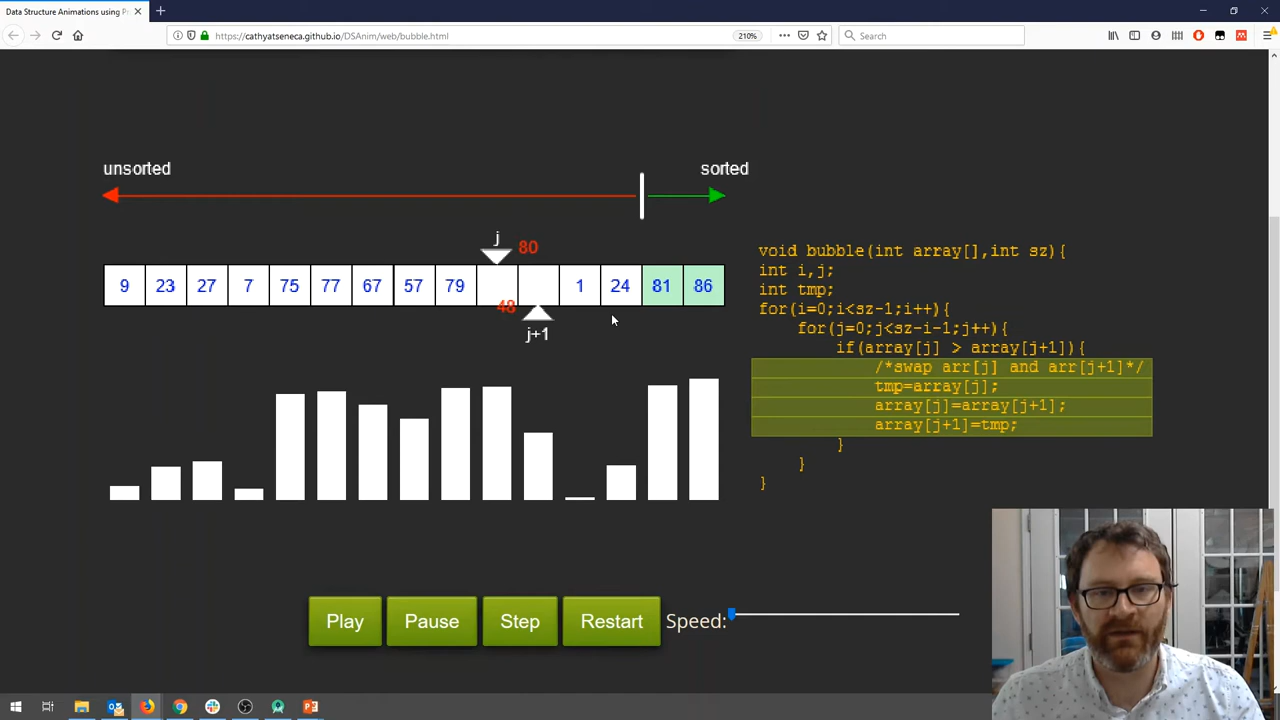 Data Structure Animations using Pr
https://cathyatseneca.github.io/DSAnim/web/bubble.html
210%
Search
unsorted
sorted
j
80
9 23 27 7 75 77 67 57 79 1 24 81 86
48
j+1
void bubble(int array[],int sz){
int i,j;
int tmp;
for(i=0;i<sz-1;i++){
for(j=0;j<sz-i-1;j++){
if(array[j] > array[j+1]){
/*swap arr[j] and arr[j+1]*/
tmp=array[j];
array[j]=array[j+1];
array[j+1]=tmp;
}
}
}
Play
Pause
Step
Restart
Speed: